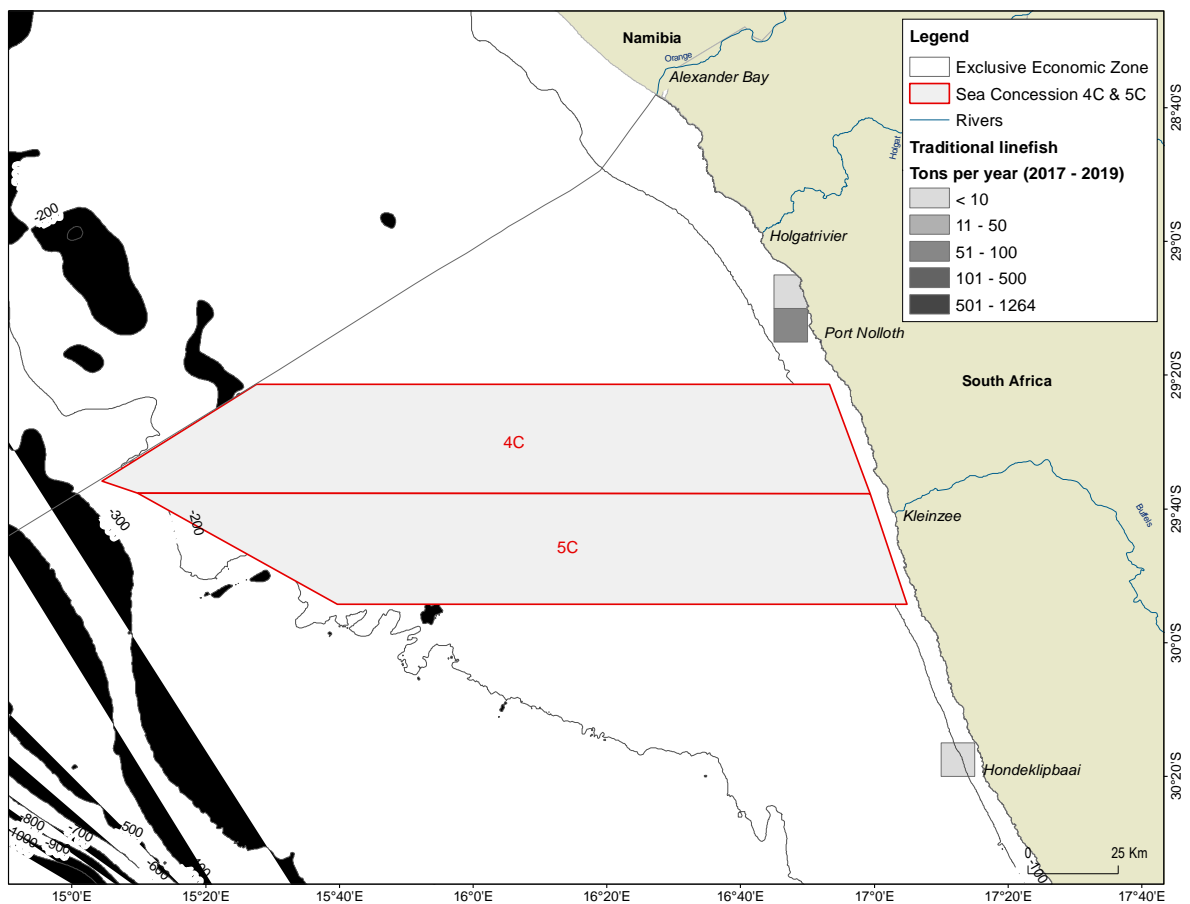 Namibia
Orange
Alexander Bay
Holgat
Holgatrivier
Port Nolloth
South Africa
Kleinzee
Buffels
Hondeklipbaai
4C
5C
-200
-300
-200
-100
-800
-1000
-900
-700
500
-600
Legend
Exclusive Economic Zone
Sea Concession 4C & 5C
Rivers
Traditional linefish
Tons per year (2017 - 2019)
< 10
11 - 50
51 - 100
101 - 500
501 - 1264
0 25 Km
28°40'S
29°0'S
29°20'S
29°40'S
30°0'S
30°20'S
15°0'E 15°20'E 15°40'E 16°0'E 16°20'E 16°40'E 17°0'E 17°20'E 17°40'E